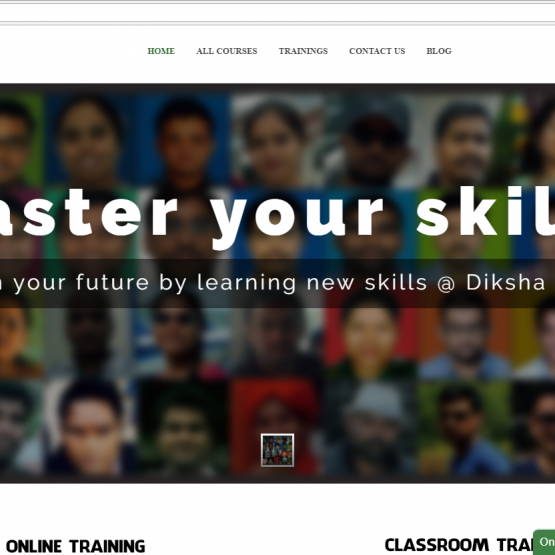 HOME ALL COURSES TRAININGS CONTACT US BLOG
aster your skil
your future by learning new skills @ Diksha
ONLINE TRAINING CLASSROOM TRAI
On